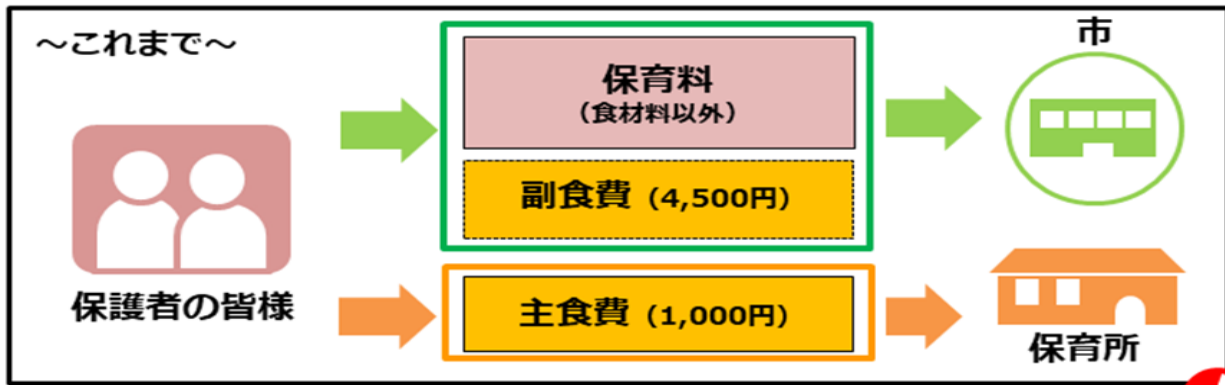 ~これまで~
保育料
(食材料以外)
副食費 (4,500円)
主食費 (1,000円)
保護者の皆様
市
保育所